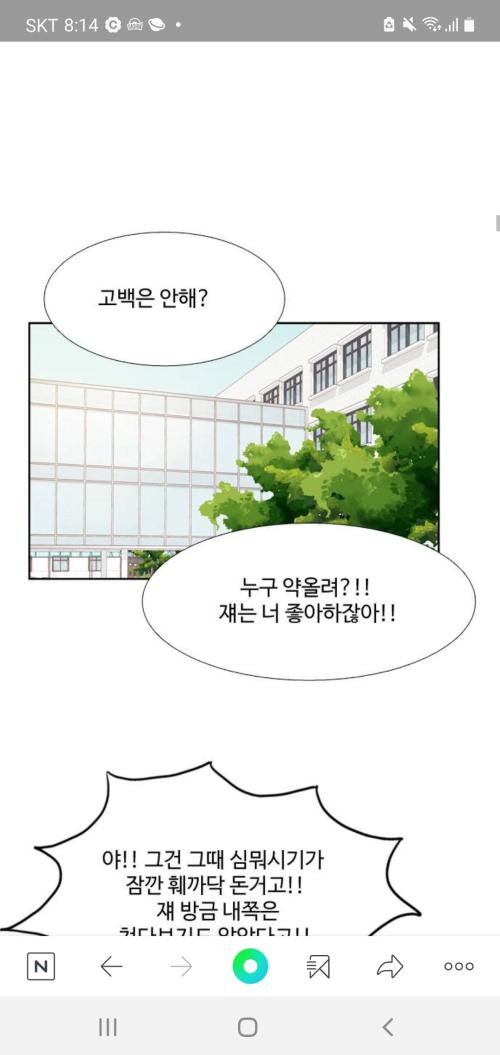 SKT 8:14
고백은 안해?
누구 약올려?!!
쟤는 너 좋아하잖아!!
야!! 그건 그때 심뭐시기가
잠깐 훼까닥 돈거고!!
쟤 방금 내쪽은
N